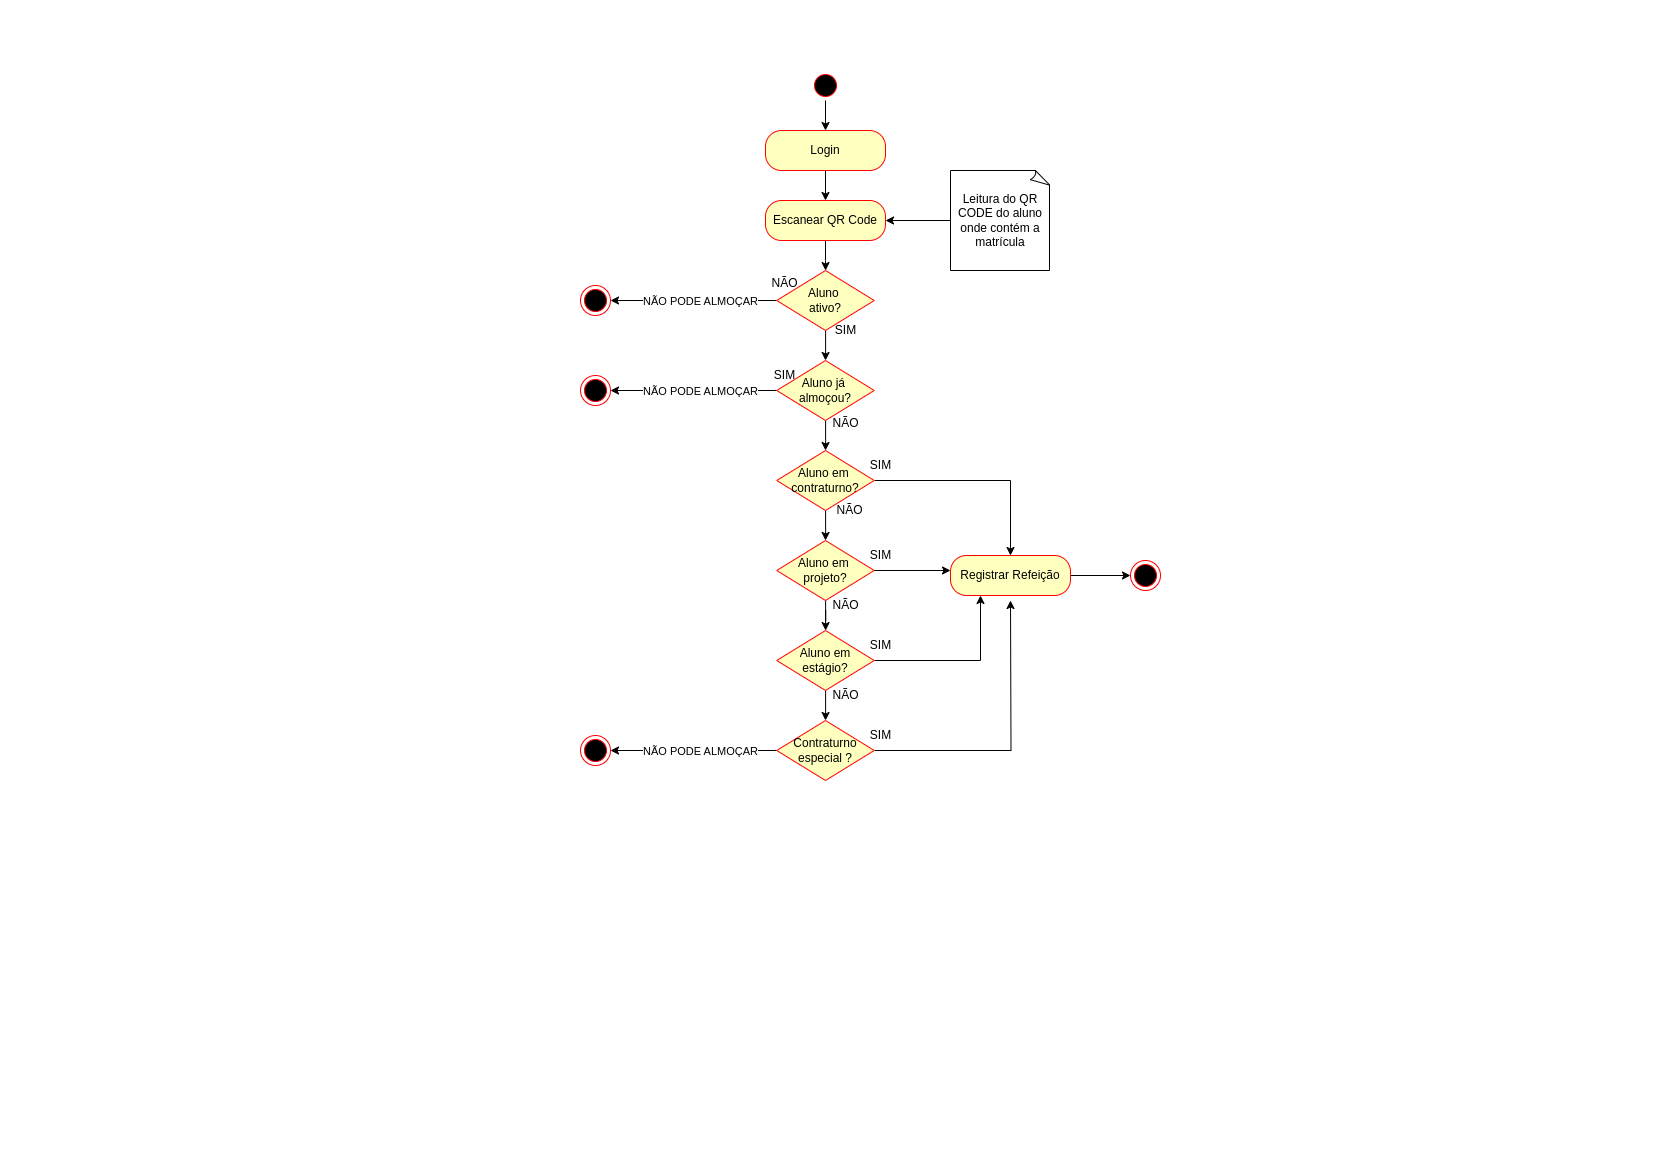 Login
Escanear QR Code
Leitura do QR
CODE do aluno
onde contém a
matrícula
NÃO
Aluno
ativo?
NÃO PODE ALMOÇAR
SIM
SIM
Aluno já
almoçou?
NÃO PODE ALMOÇAR
NÃO
Aluno em
contraturno?
SIM
NÃO
Aluno em
projeto?
SIM
Registrar Refeição
NÃO
Aluno em
estágio?
SIM
NÃO
Contraturno
especial ?
SIM
NÃO PODE ALMOÇAR